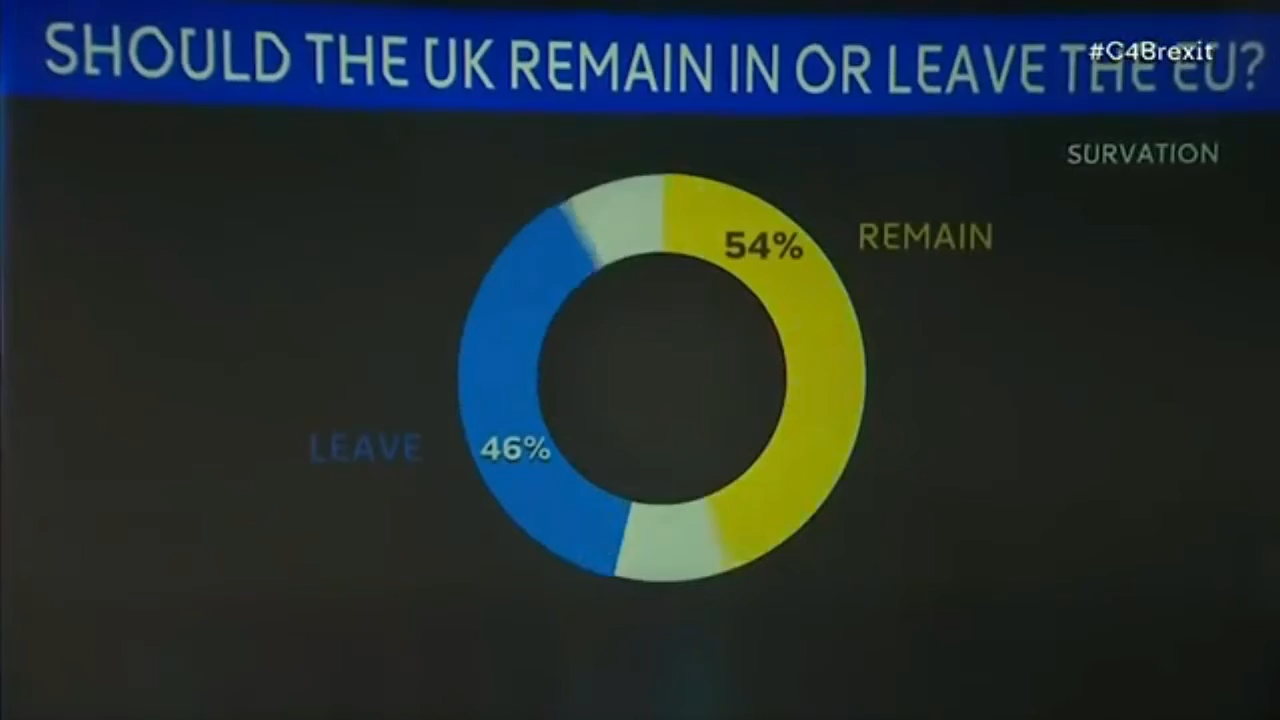 SHOULD THE UK REMAIN IN OR LEAVE THE EU?
#C4Brexit
SURVATION
54%
REMAIN
LEAVE
46%